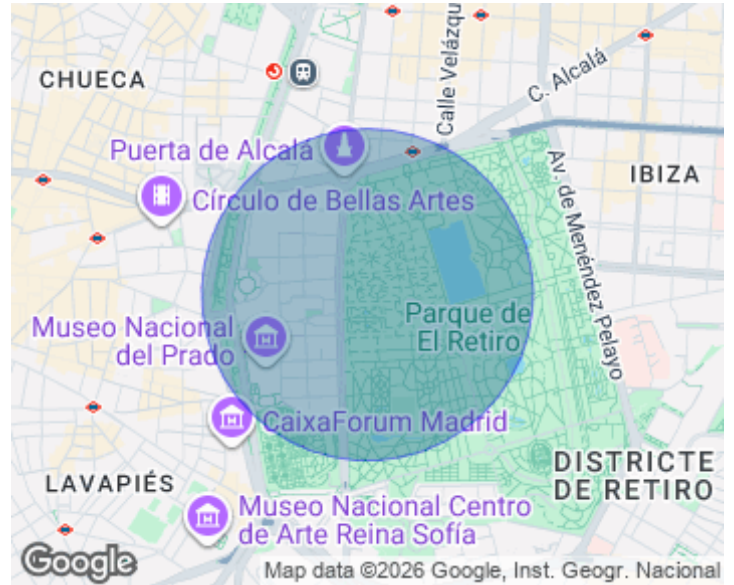 Calle Velázqu
CHUECA
C. Alcalá
Puerta de Alcalá
IBIZA
Círculo de Bellas Artes
Av. de Menéndez Pelayo
Parque de
El Retiro
Museo Nacional
del Prado
CaixaForum Madrid
DISTRICTE
DE RETIRO
LAVAPIÉS
Museo Nacional Centro
de Arte Reina Sofía
Google
Map data ©2026 Google, Inst. Geogr. Nacional